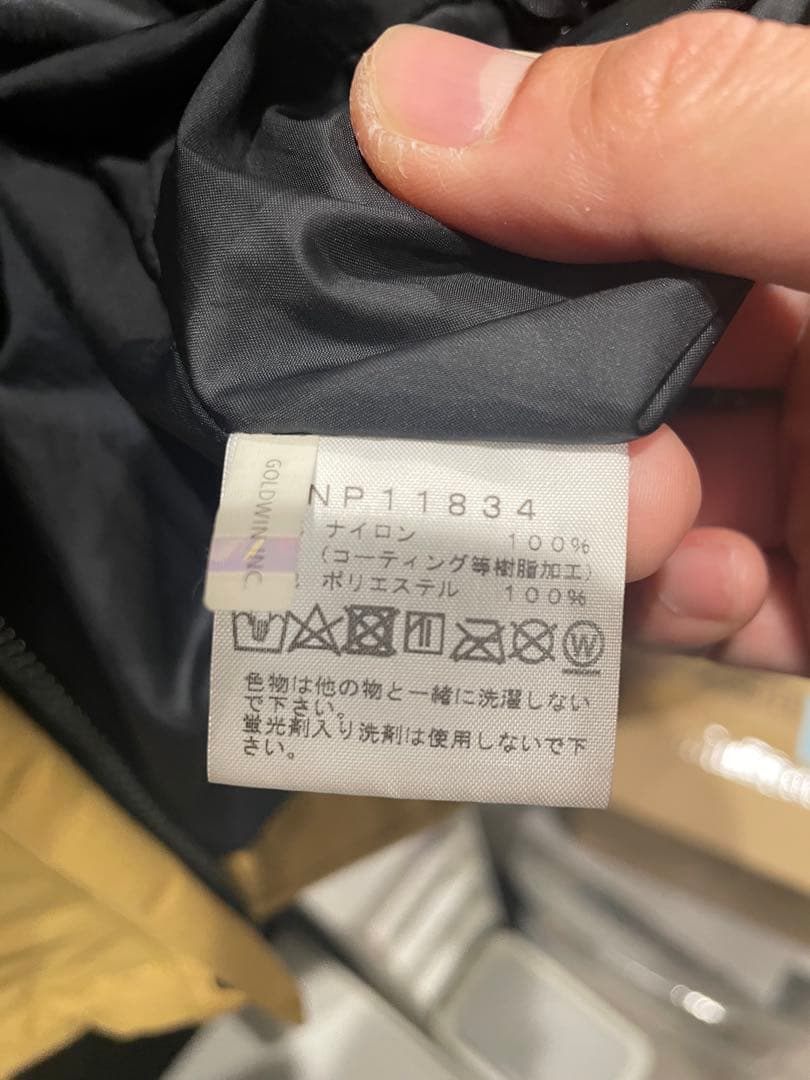 GOLDWIN INC.
NP11834
ナイロン 100%
(コーティング等樹脂加工)
ポリエステル 100%
W
色物は他の物と一緒に洗濯しない
で下さい。
蛍光剤入り洗剤は使用しないで下
さい。